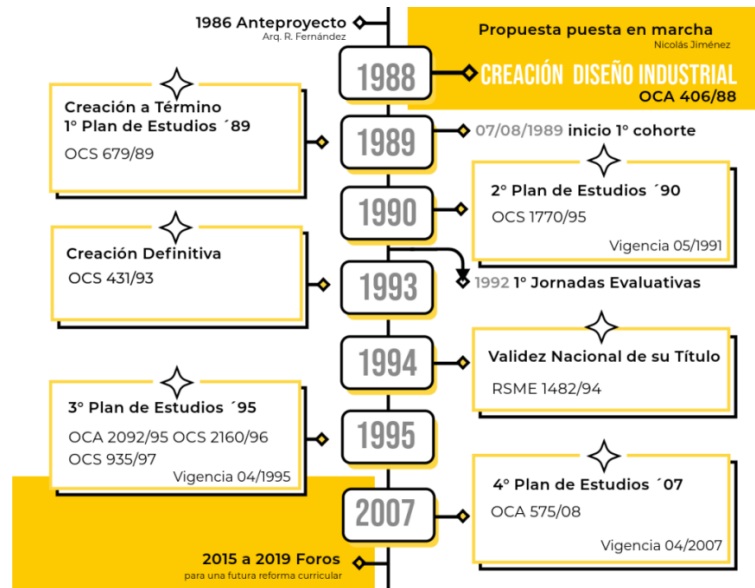 1986 Anteproyecto
Arq. R. Fernández
Propuesta puesta en marcha
Nicolás Jiménez
1988
CREACIÓN DISEÑO INDUSTRIAL
OCA 406/88
Creación a Término
1° Plan de Estudios ´89
OCS 679/89
1989
07/08/1989 inicio 1° cohorte
1990
2° Plan de Estudios ´90
OCS 1770/95
Vigencia 05/1991
Creación Definitiva
OCS 431/93
1993
1992 1° Jornadas Evaluativas
1994
Validez Nacional de su Título
RSME 1482/94
3° Plan de Estudios ´95
OCA 2092/95 OCS 2160/96
OCS 935/97
Vigencia 04/1995
1995
2007
4° Plan de Estudios ´07
OCA 575/08
Vigencia 04/2007
2015 a 2019 Foros
para una futura reforma curricular